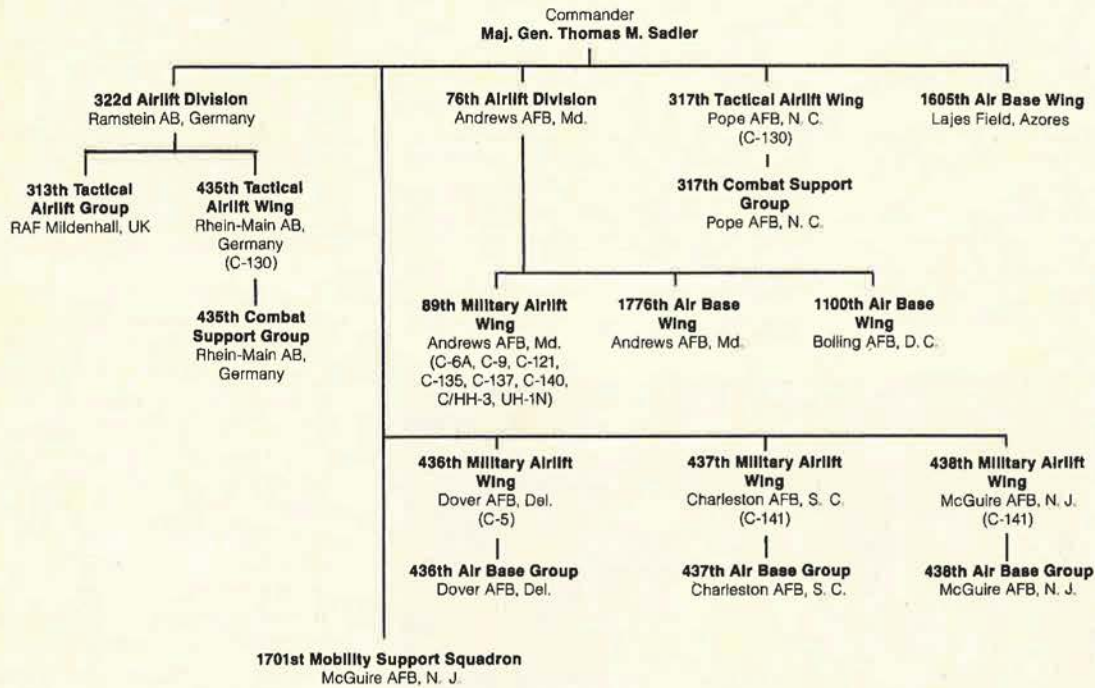 Commander
Maj. Gen. Thomas M. Sadler
322d Airlift Division
Ramstein AB, Germany
76th Airlift Division
Andrews AFB, Md.
317th Tactical Airlift Wing
Pope AFB, N. C.
(C-130)
1605th Air Base Wing
Lajes Field, Azores
313th Tactical
Airlift Group
RAF Mildenhall, UK
435th Tactical
Airlift Wing
Rhein-Main AB,
Germany
(C-130)
317th Combat Support
Group
Pope AFB, N. C.
435th Combat
Support Group
Rhein-Main AB,
Germany
89th Military Airlift
Wing
Andrews AFB, Md.
(C-6A, C-9, C-121,
C-135, C-137, C-140,
C/HH-3, UH-1N)
1776th Air Base
Wing
Andrews AFB, Md.
1100th Air Base
Wing
Bolling AFB, D. C.
436th Military Airlift
Wing
Dover AFB, Del.
(C-5)
437th Military Airlift
Wing
Charleston AFB, S. C.
(C-141)
438th Military Airlift
Wing
McGuire AFB, N. J.
(C-141)
436th Air Base Group
Dover AFB, Del.
437th Air Base Group
Charleston AFB, S. C.
438th Air Base Group
McGuire AFB, N. J.
1701st Mobility Support Squadron
McGuire AFB, N. J.